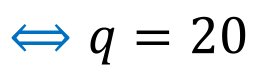 ⟺ q = 20